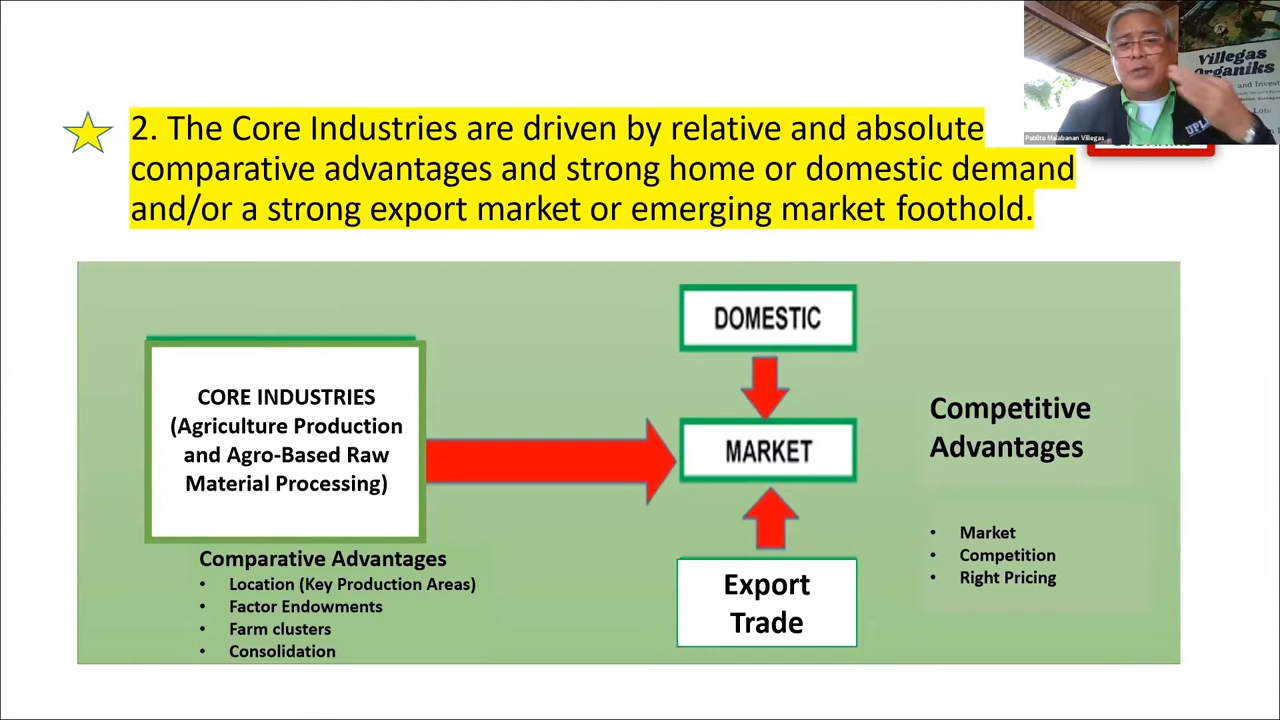 2. The Core Industries are driven by relative and absolute
comparative advantages and strong home or domestic demand
and/or a strong export market or emerging market foothold.
Villegas
Organiks
Pablito Malabanan Villegas
DOMESTIC
CORE INDUSTRIES
(Agriculture Production
and Agro-Based Raw
Material Processing)
MARKET
Competitive
Advantages
Export
Trade
Market
Competition
Right Pricing
Comparative Advantages
Location (Key Production Areas)
Factor Endowments
Farm clusters
Consolidation